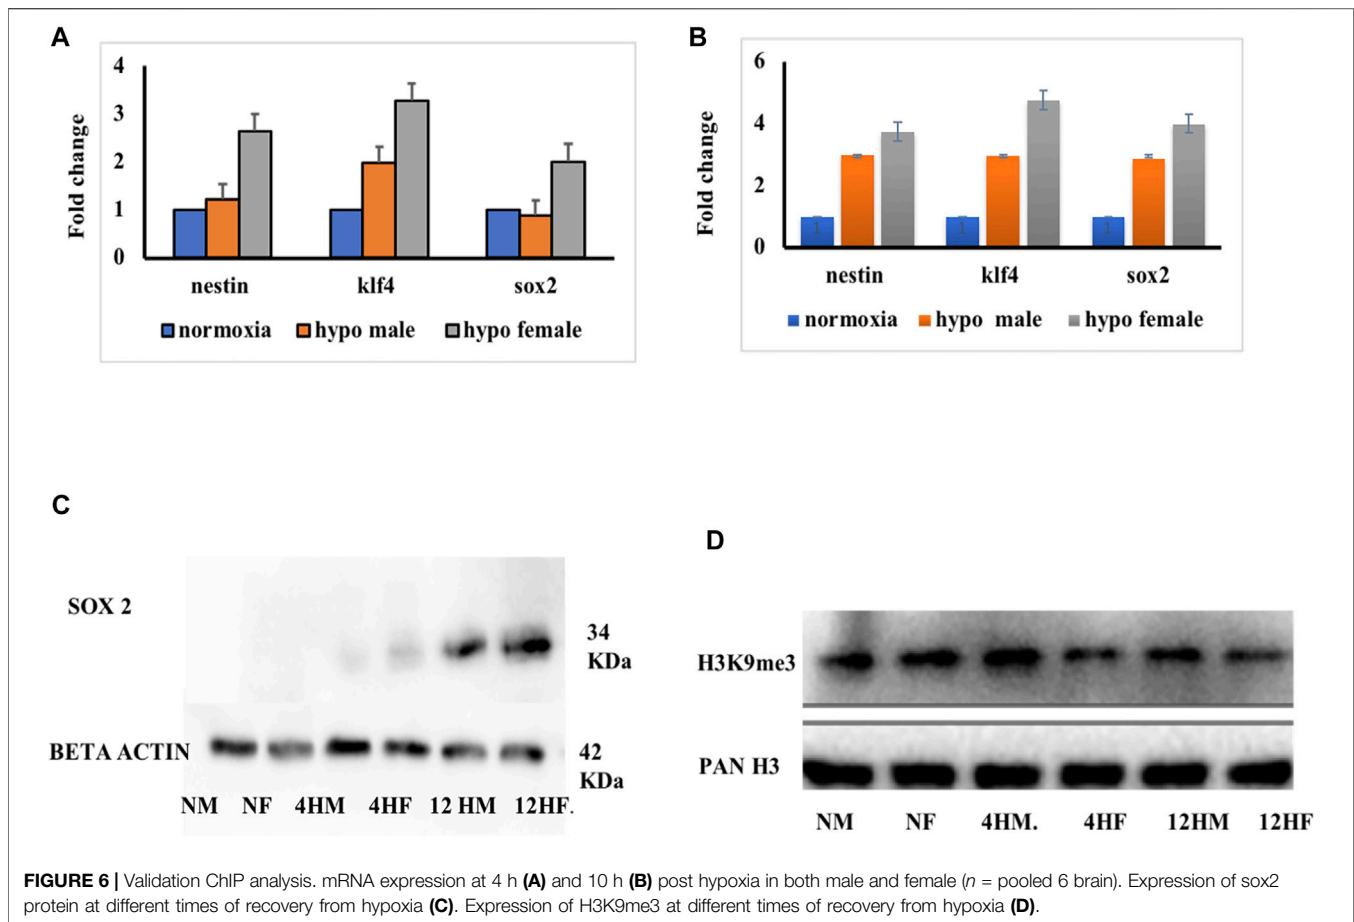 A
4
3
2
1
0
Fold change
nestin klf4 sox2
normoxia hypo male hypo female
B
6
4
2
0
Fold change
nestin klf4 sox2
normoxia hypo male hypo female
C
SOX 2
34
KDa
BETA ACTIN
42
KDa
NM NF 4HM 4HF 12 HM 12HF.
D
H3K9me3
PAN H3
NM NF 4HM. 4HF 12HM 12HF
FIGURE 6 | Validation ChIP analysis. mRNA expression at 4 h (A) and 10 h (B) post hypoxia in both male and female (n = pooled 6 brain). Expression of sox2
protein at different times of recovery from hypoxia (C). Expression of H3K9me3 at different times of recovery from hypoxia (D).